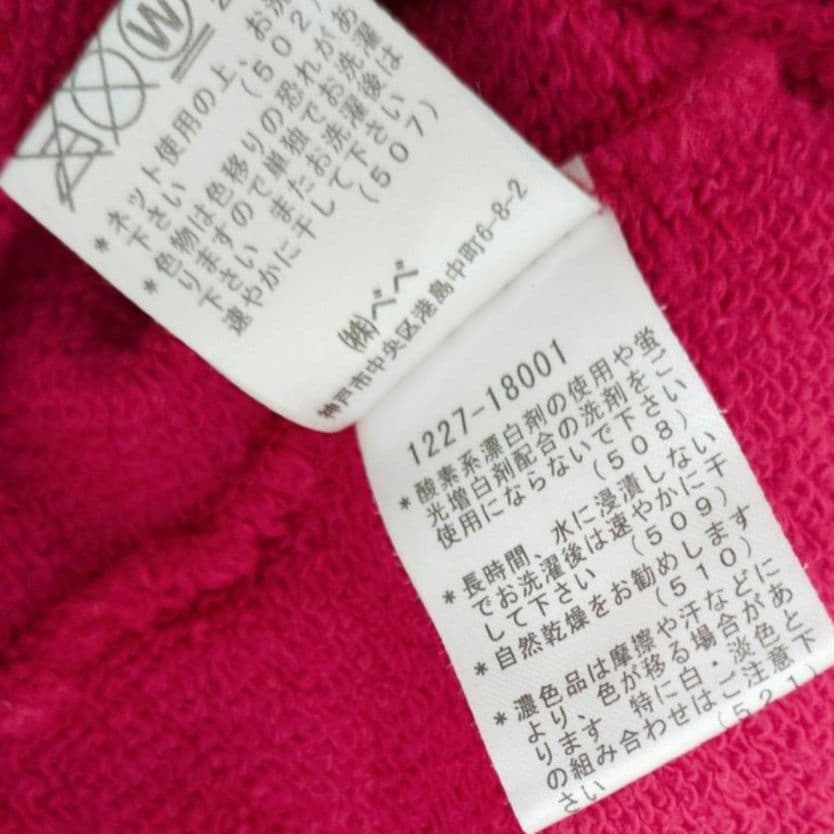 W
*ネット使用の上、お洗
下さい　(502)
*色物は色移りの恐れがあ
りますので単独でお洗濯
下さい　またお洗濯後は
速やかに干して下さい
(507)
㈱べべ
神戸市中央区港島中町6-8-2
1227-18001
*酸素系漂白剤の使用や蛍
光増白剤配合の洗剤をご
使用にならないで下さい
(508)
*長時間、水に浸漬しない
でお洗濯後は速やかに干
して下さい　(509)
*自然乾燥をお勧めします
(510)
*濃色品は摩擦や汗などに
より、色が移る場合があ
ります。特に白・淡色と
の組み合わせはご注意下
さい　(521)